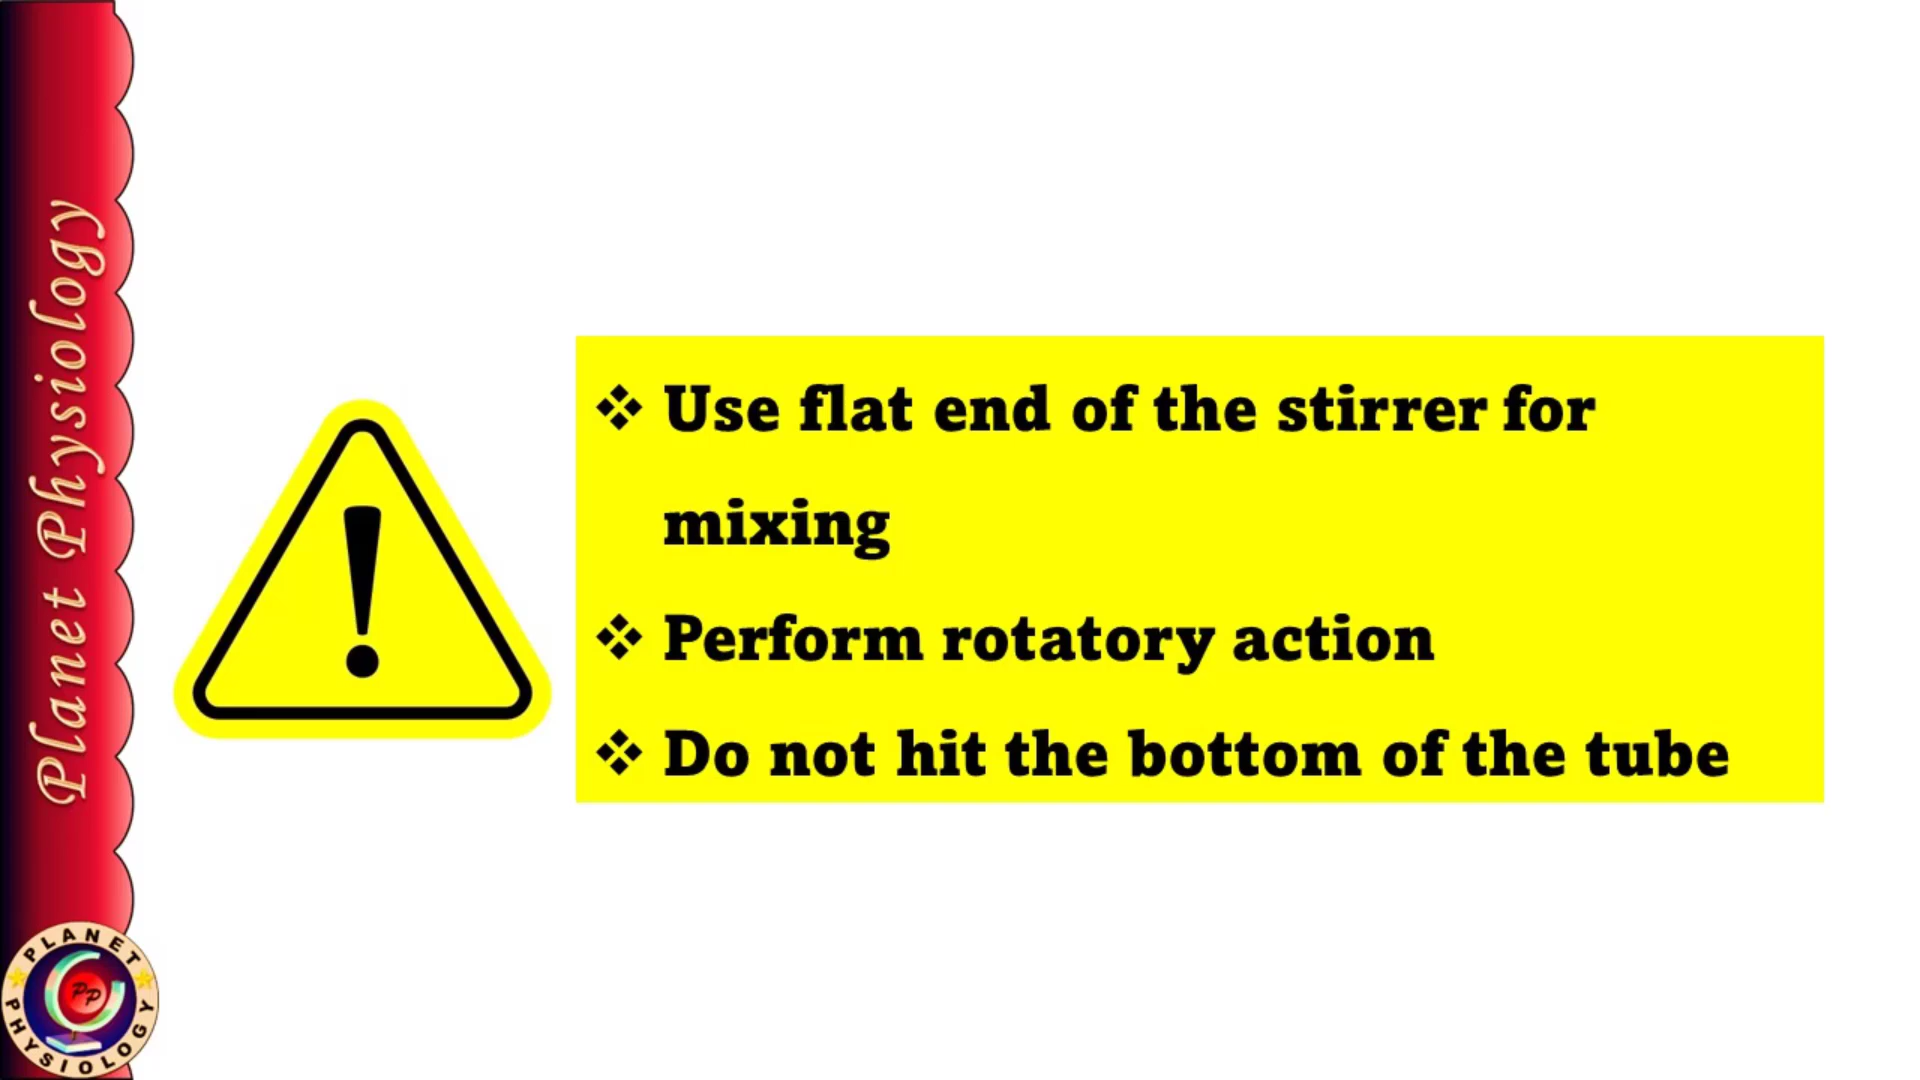 Planet Physiology
❖ Use flat end of the stirrer for
mixing
❖ Perform rotatory action
❖ Do not hit the bottom of the tube
PLANET
PHYSIOLOGY
PP